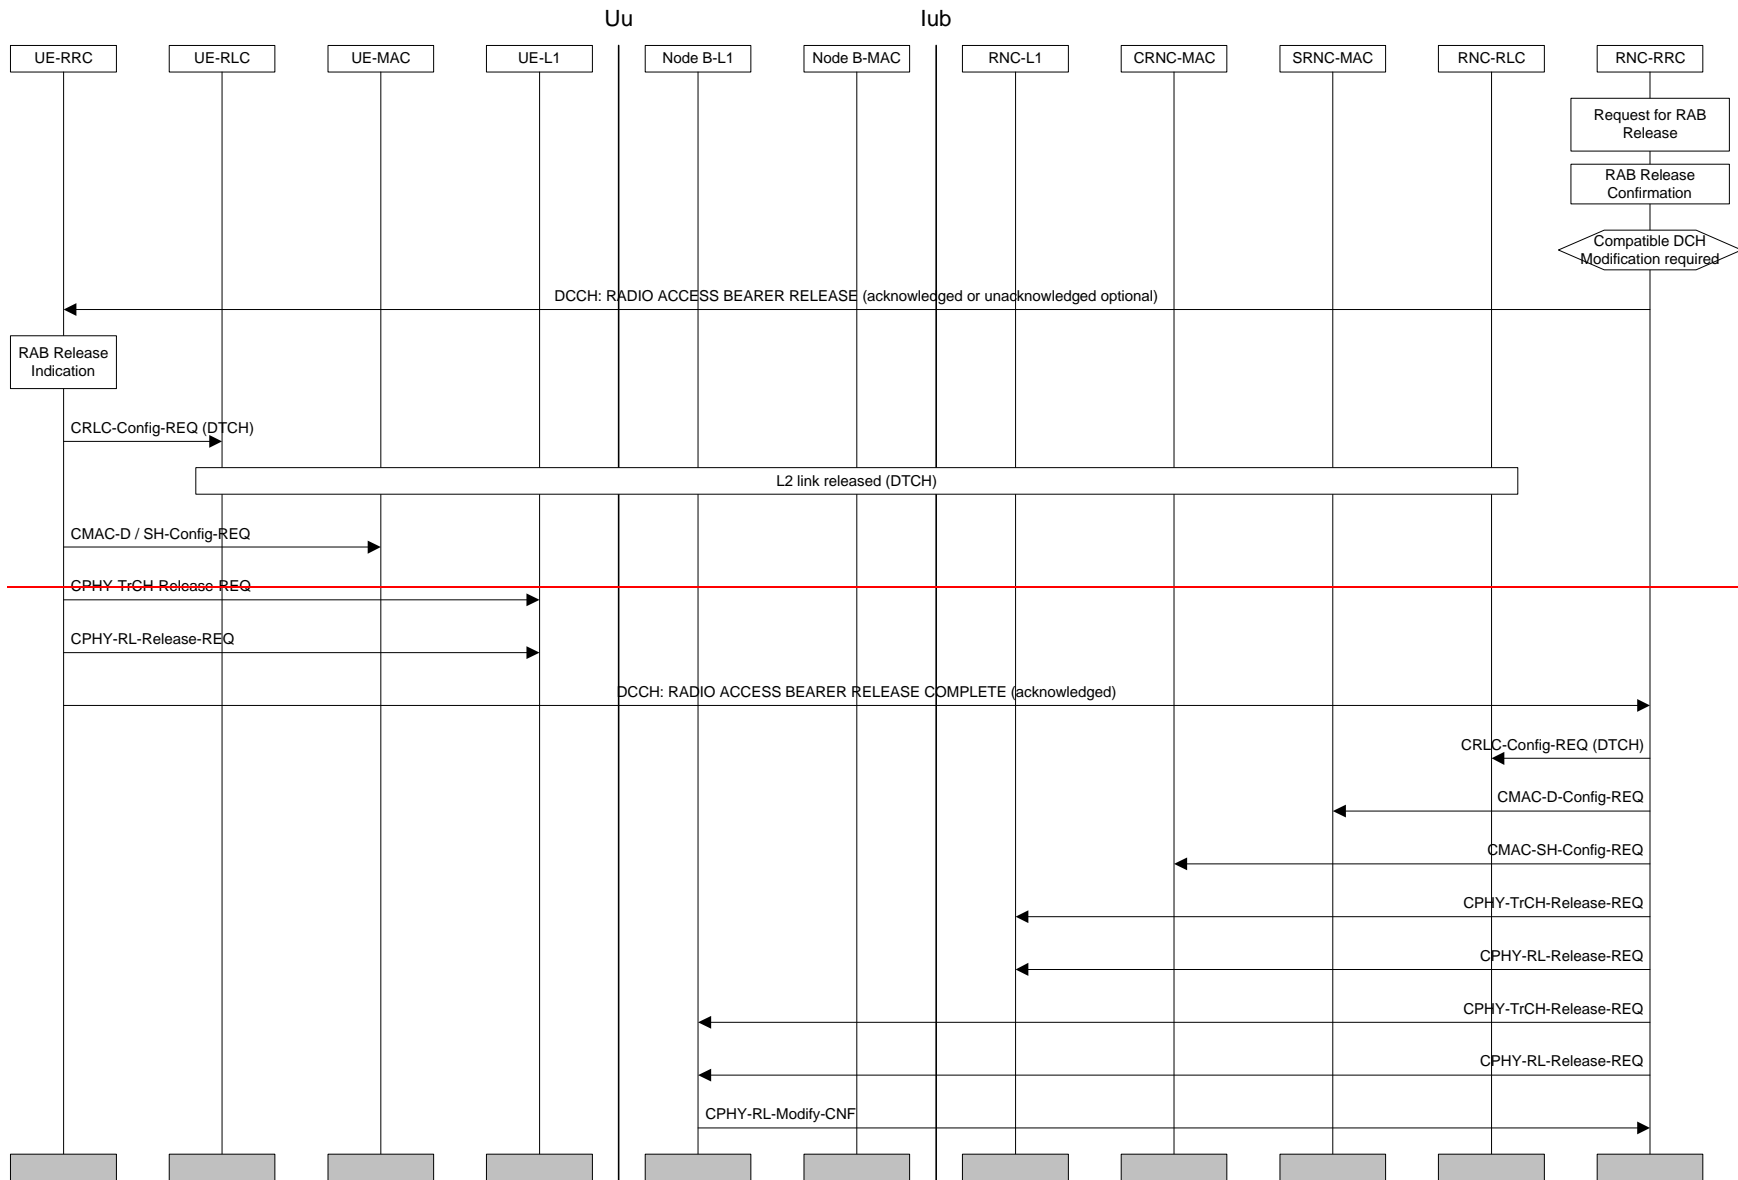 Uu
Iub
UE-RRC
UE-RLC
UE-MAC
UE-L1
Node B-L1
Node B-MAC
RNC-L1
CRNC-MAC
SRNC-MAC
RNC-RLC
RNC-RRC
Request for RAB
Release
RAB Release
Confirmation
Compatible DCH
Modification required
DCCH: RADIO ACCESS BEARER RELEASE (acknowledged or unacknowledged optional)
RAB Release
Indication
CRLC-Config-REQ (DTCH)
L2 link released (DTCH)
CMAC-D / SH-Config-REQ
CPHY-TrCH-Release-REQ
CPHY-RL-Release-REQ
DCCH: RADIO ACCESS BEARER RELEASE COMPLETE (acknowledged)
CRLC-Config-REQ (DTCH)
CMAC-D-Config-REQ
CMAC-SH-Config-REQ
CPHY-TrCH-Release-REQ
CPHY-RL-Release-REQ
CPHY-TrCH-Release-REQ
CPHY-RL-Release-REQ
CPHY-RL-Modify-CNF